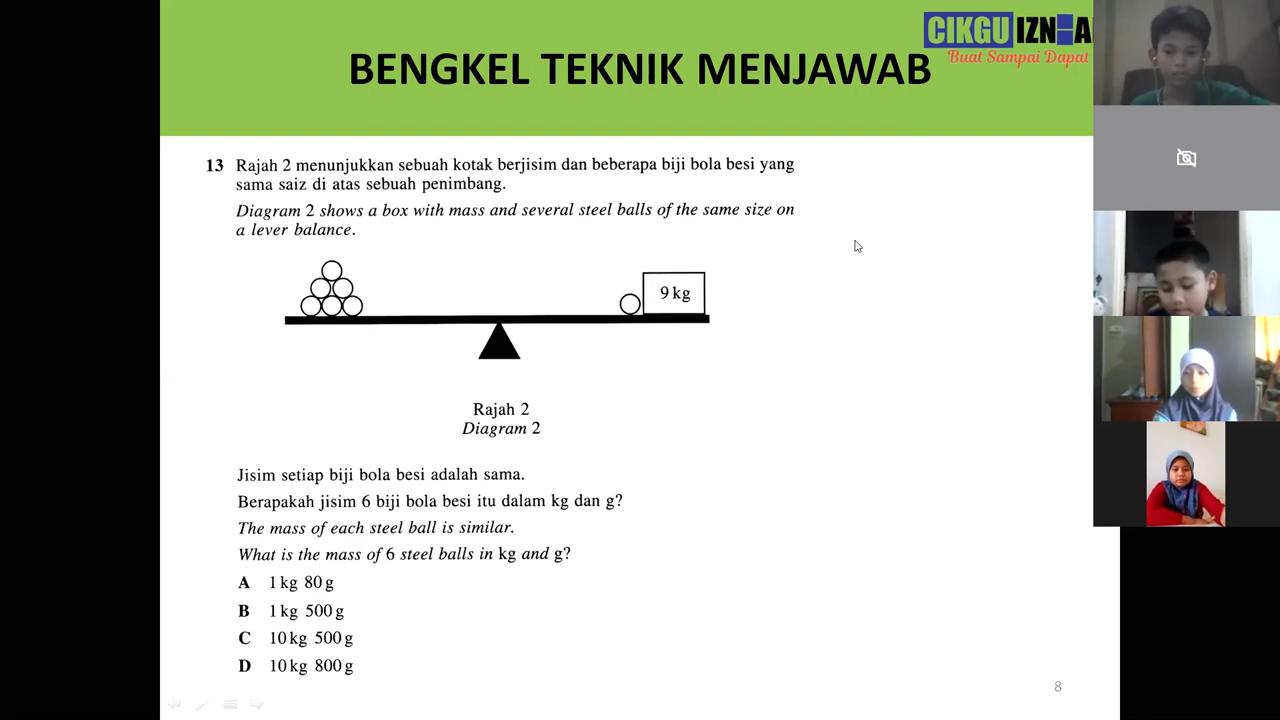 CIKGU IZN
Buat Sampai Dapat
BENGKEL TEKNIK MENJAWAB
13 Rajah 2 menunjukkan sebuah kotak berjisim dan beberapa biji bola besi yang
sama saiz di atas sebuah penimbang.
Diagram 2 shows a box with mass and several steel balls of the same size on
a lever balance.
9 kg
Rajah 2
Diagram 2
Jisim setiap biji bola besi adalah sama.
Berapakah jisim 6 biji bola besi itu dalam kg dan g?
The mass of each steel ball is similar.
What is the mass of 6 steel balls in kg and g?
A 1 kg 80 g
B 1 kg 500 g
C 10 kg 500 g
D 10 kg 800 g
8